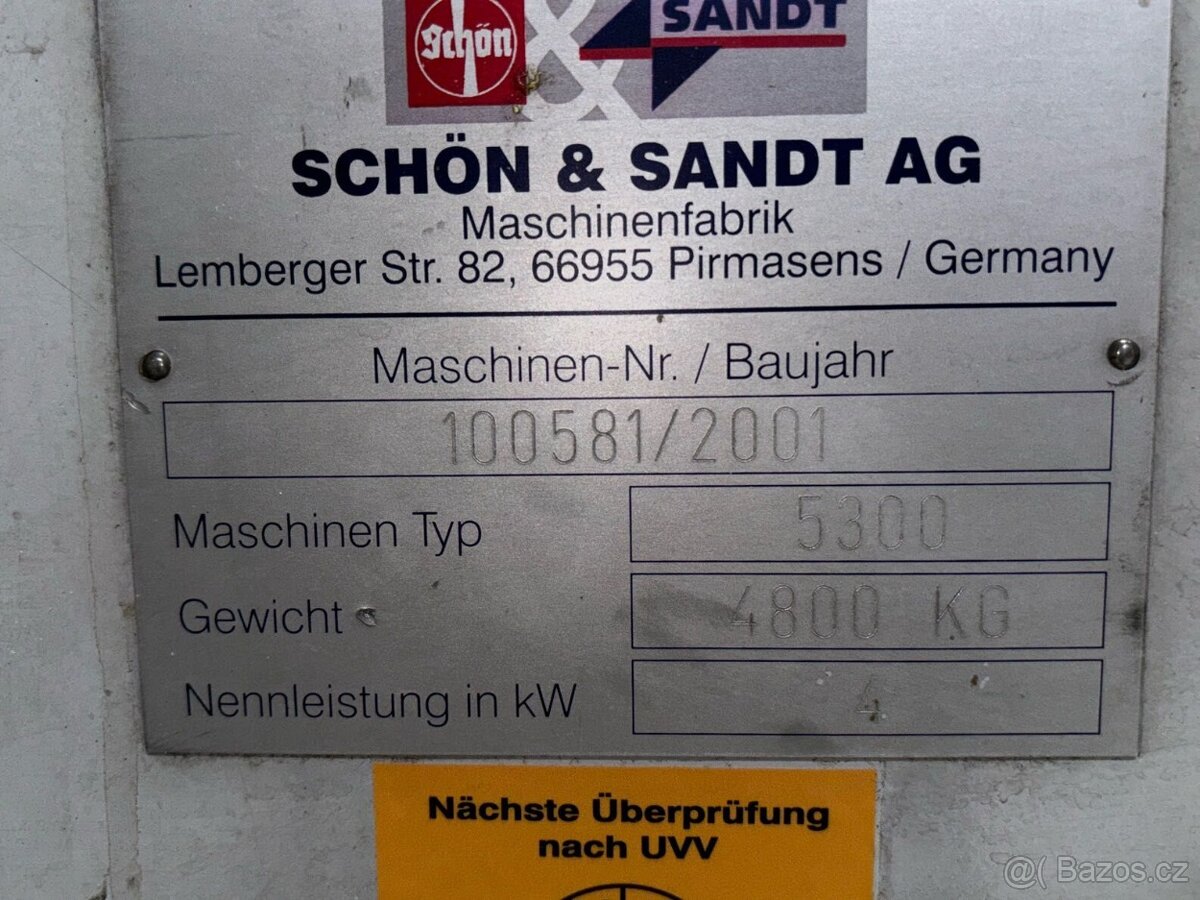 Schön
SANDT
SCHÖN & SANDT AG
Maschinenfabrik
Lemberger Str. 82, 66955 Pirmasens / Germany
Maschinen-Nr. / Baujahr
100581/2001
Maschinen Typ 5300
Gewicht 4800 KG
Nennleistung in kW 4
Nächste Überprüfung
nach UVV
@( Bazos.cz